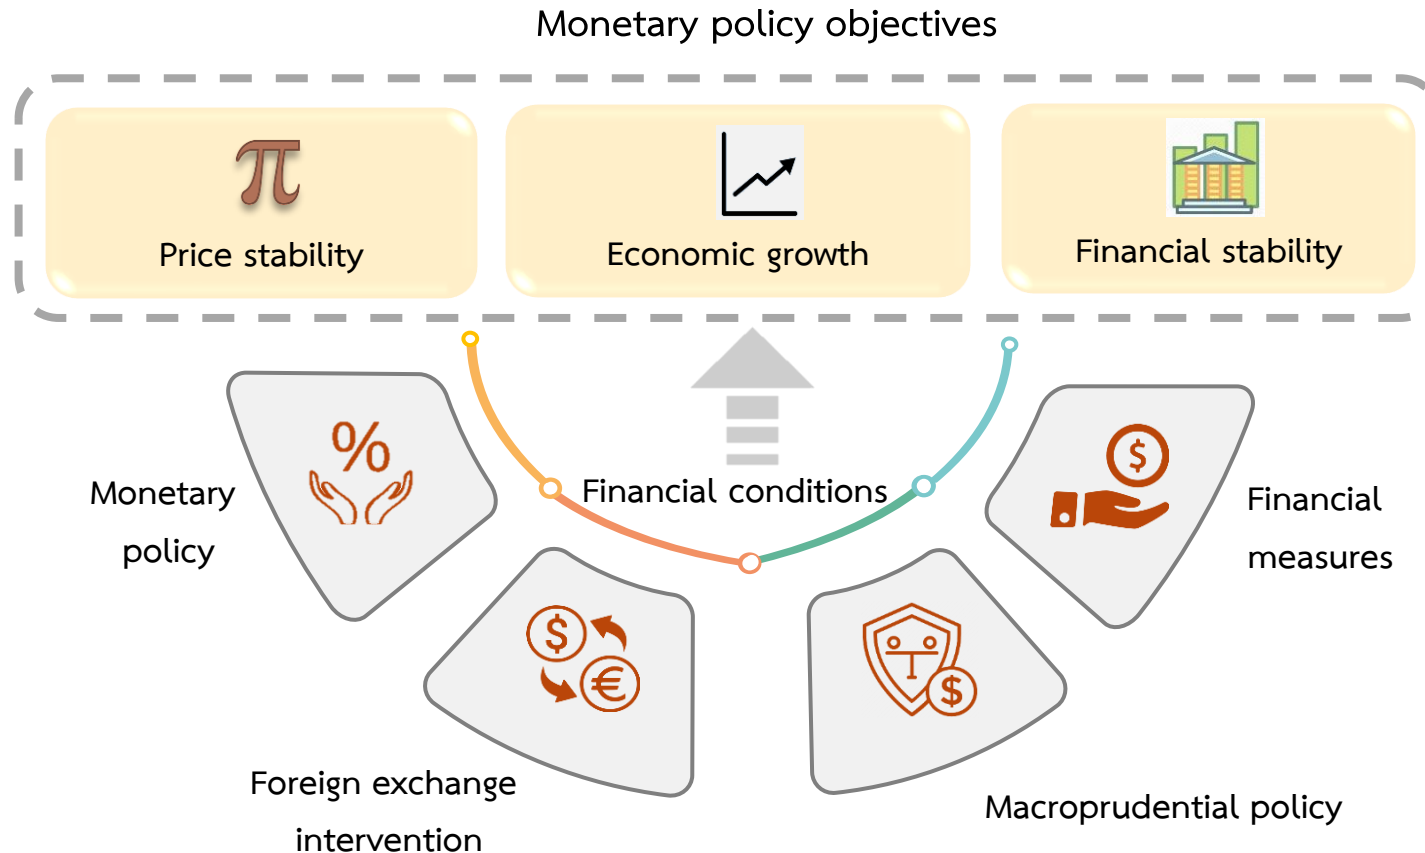 Monetary policy objectives
π
Price stability
Economic growth
Financial stability
%
Monetary
policy
Financial conditions
$
Financial
measures
$
€
Foreign exchange
intervention
$
Macroprudential policy